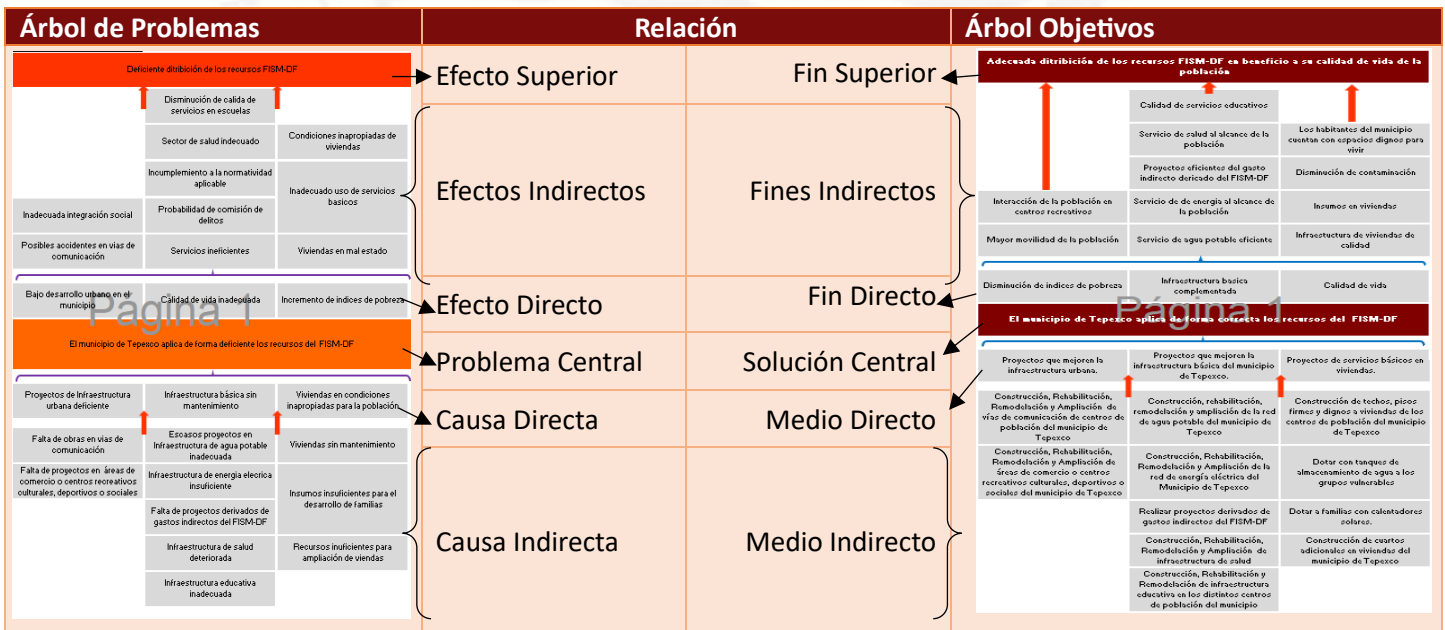 Árbol de Problemas
Relación
Árbol Objetivos
Deficiente ditribición de los recursos FISM-DF
Disminución de calida de
servicios en escuelas
Sector de salud indecuado
Condiciones inapropiadas de
viviendas
Incumplemiento a la normatividad
aplicable
Inadecuado uso de servicios
basicos
Inadecuada integración social
Probabilidad de comisión de
delitos
Posibles accidentes en vias de
comunicación
Servicios ineficientes
Viviendas en mal estado
Bajo desarrollo urbano en el
municipio
Calidad de vida inadecuada
Incremento de indices de pobreza
Página 1
El municipio de Tepexco aplica de forma deficiente los recursos del FISM-DF
Proyectos de Infraestructura
urbana deficiente
Infraestructura básica sin
mantenimiento
Viviendas en condiciones
inapropiadas para la población
Falta de obras en vias de
comunicación
Escasos proyectos en
Infraestructura de agua potable
inadecuada
Viviendas sin mantenimiento
Falta de proyectos en áreas de
comercio o centros recreativos
culturales, deportivos o sociales
Infraestructura de energia elecrica
insuficiente
Insumos insuficientes para el
desarrollo de familias
Falta de proyectos derivados de
gastos indirectos del FISM-DF
Infraestructura de salud
deteriorada
Recursos inuficientes para
ampliación de viendas
Infraestructura educativa
inadecuada
Efecto Superior
Fin Superior
Efectos Indirectos
Fines Indirectos
Efecto Directo
Fin Directo
Problema Central
Solución Central
Causa Directa
Medio Directo
Causa Indirecta
Medio Indirecto
Adecuada ditribición de los recursos FISM-DF en beneficio a su calidad de vida de la
población
Calidad de servicios educativos
Servicio de salud al alcance de la
población
Los habitantes del municipio
cuentan con espacios dignos para
vivir
Proyectos eficientes del gasto
indirecto dericado del FISM-DF
Disminución de contaminación
Interacción de la población en
centros recreativos
Servicio de de energía al alcance de
la población
Insumos en viviendas
Mayor movilidad de la población
Servicio de agua potable eficiente
Infraestuctura de viviendas de
calidad
Disminución de indices de pobreza
Infraestructura basica
complementada
Calidad de vida
Página 1
El municipio de Tepexco aplica de forma correcta los recursos del FISM-DF
Proyectos que mejoren la
infraestructura urbana.
Proyectos que mejoren la
infraestructura básica del municipio
de Tepexco.
Proyectos de servicios básicos en
viviendas.
Construcción, Rehabilitación,
Remodelación y Ampliación de
vías de comunicación de centros de
población del municipio de
Tepexco
Construcción, rehabilitación,
remodelación y ampliación de la red
de agua potable del municipio de
Tepexco
Construcción de techos, pisos
firmes y dignos a viviendas de los
centros de población del municipio
de Tepexco
Construcción, Rehabilitación,
Remodelación y Ampliación de
áreas de comercio o centros
recreativos culturales, deportivos o
sociales del municipio de Tepexco
Construcción, Rehabilitación,
Remodelación y Ampliación de la
red de energía eléctrica del
Municipio de Tepexco
Dotar con tanques de
almacenamiento de agua a los
grupos vulnerables
Realizar proyectos derivados de
gastos indirectos del FISM-DF
Dotar a familias con calentadores
solares.
Construcción, Rehabilitación,
Remodelación y Ampliación de
infraestructura de salud
Construcción de cuartos
adicionales en viviendas del
municipio de Tepexco
Construcción, Rehabilitación y
Remodelación de infraestructura
educativa en los distintos centros
de población del municipio